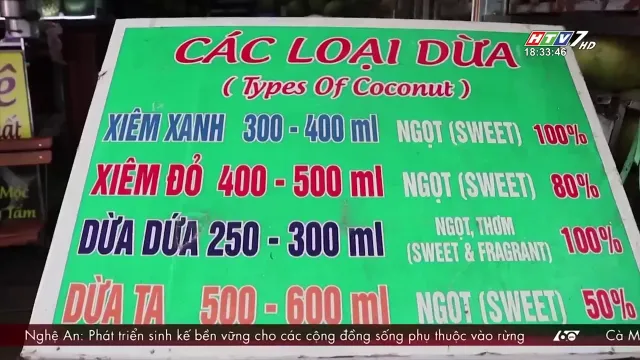 HTV7 HD
18:33:46
CÁC LOẠI DỪA
( Types Of Coconut )
XIÊM XANH 300 - 400 ml NGỌT (SWEET) 100%
XIÊM ĐỎ 400 - 500 ml NGỌT (SWEET) 80%
DỪA DỨA 250 - 300 ml NGỌT, THƠM (SWEET & FRAGRANT) 100%
DỪA TA 500 - 600 ml NGỌT (SWEET) 50%
Mộc
Tâm
Nghệ An: Phát triển sinh kế bền vững cho các cộng đồng sống phụ thuộc vào rừng
Cà M